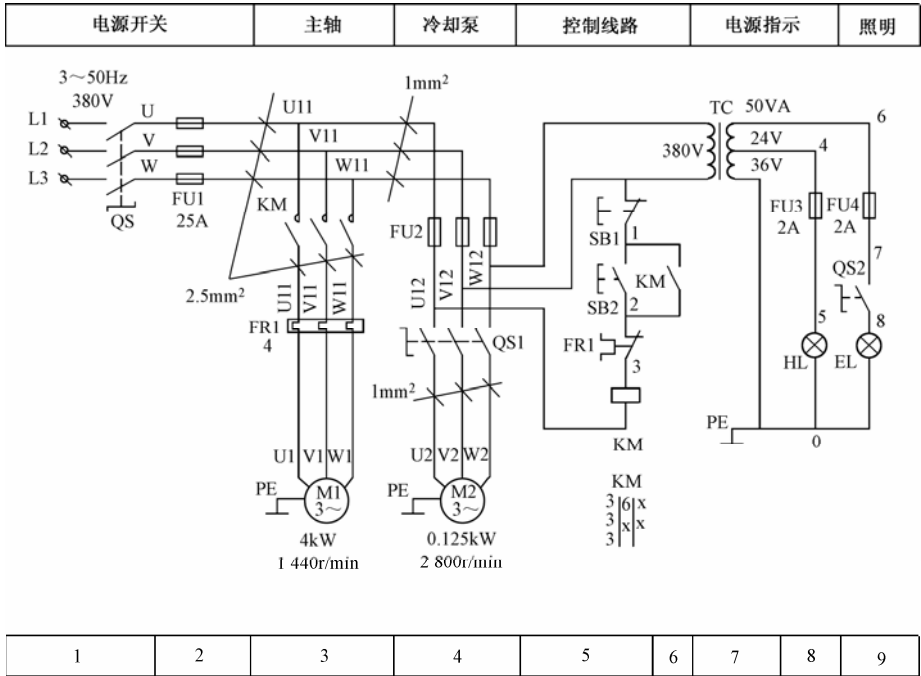 电源开关 主轴 冷却泵 控制线路 电源指示 照明
3～50Hz
380V
1mm²
L1 U U11
L2 V V11
L3 W W11
QS FU1
25A
KM
2.5mm²
U11 V11 W11
FR1
4
U1 V1 W1
PE M1
3～
4kW
1 440r/min
FU2
U12 V12 W12
QS1
1mm²
U2 V2 W2
PE M2
3～
0.125kW
2 800r/min
SB1 1
SB2 2 KM
FR1 3
KM
KM
3 6 x
3 x x
3
TC 50VA
380V 24V 4 6
36V
FU3 FU4
2A 2A
7
QS2
5 8
HL EL
PE 0
1 2 3 4 5 6 7 8 9